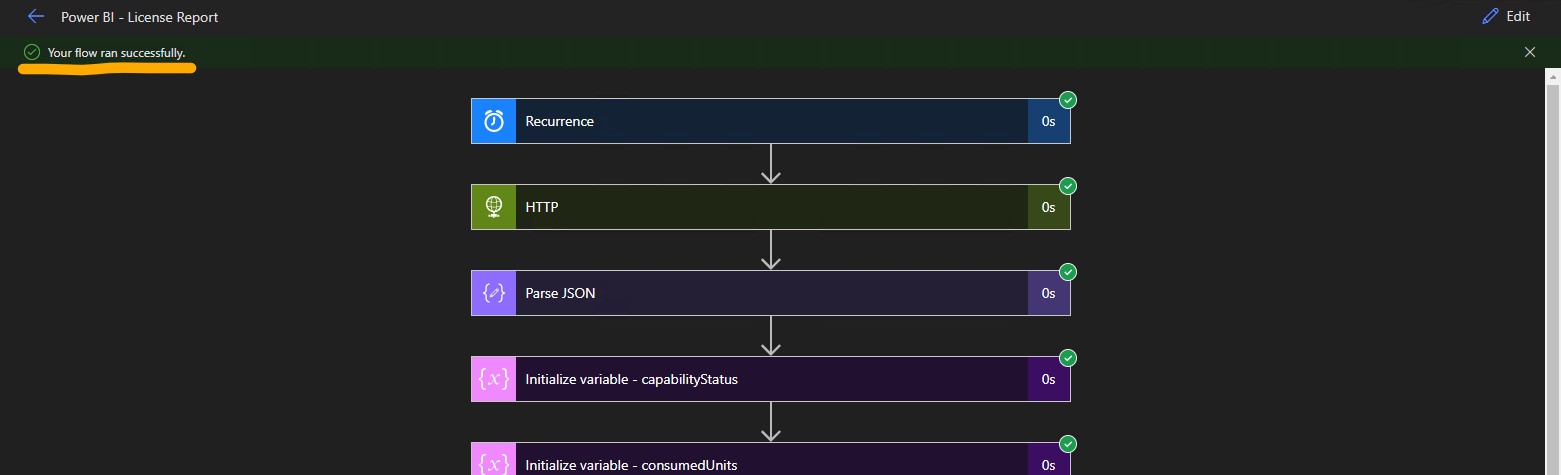 Power BI - License Report
Edit
Your flow ran successfully.
Recurrence 0s
HTTP 0s
Parse JSON 0s
{x} Initialize variable - capabilityStatus 0s
{x} Initialize variable - consumedUnits 0s